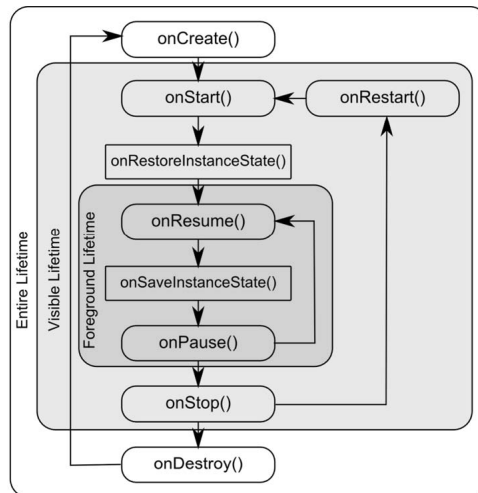 onCreate()
onStart()
onRestart()
onRestoreInstanceState()
onResume()
onSaveInstanceState()
onPause()
onStop()
onDestroy()
Entire Lifetime
Visible Lifetime
Foreground Lifetime